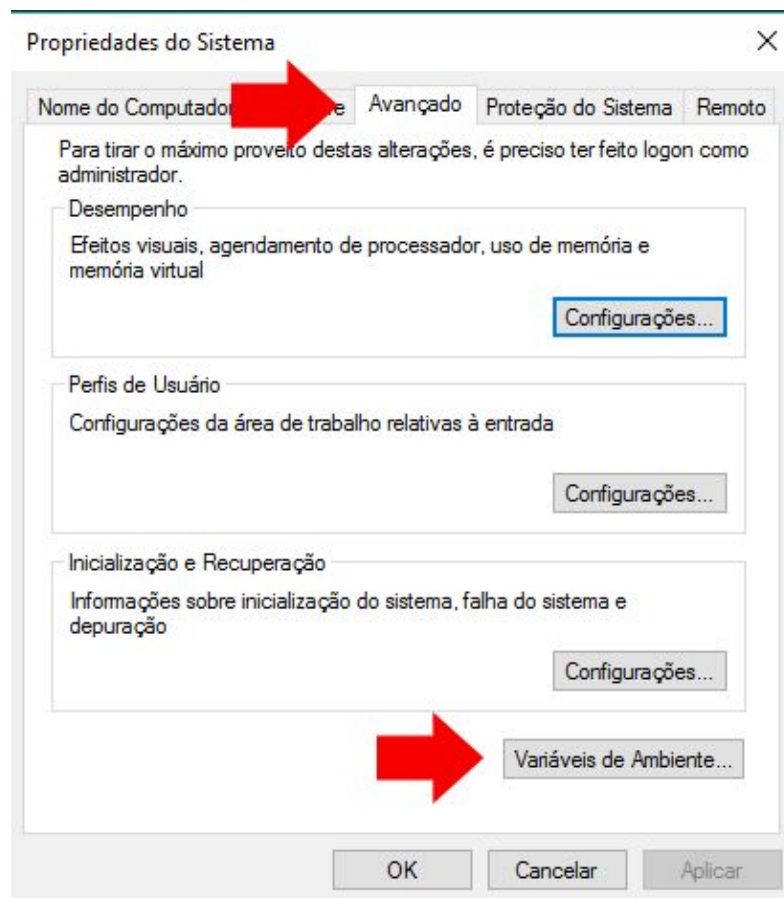 Propriedades do Sistema
Nome do Computador e Avançado Proteção do Sistema Remoto
Para tirar o máximo proveito destas alterações, é preciso ter feito logon como
administrador.
Desempenho
Efeitos visuais, agendamento de processador, uso de memória e
memória virtual
Configurações...
Perfis de Usuário
Configurações da área de trabalho relativas à entrada
Configurações...
Inicialização e Recuperação
Informações sobre inicialização do sistema, falha do sistema e
depuração
Configurações...
Variáveis de Ambiente...
OK Cancelar Aplicar